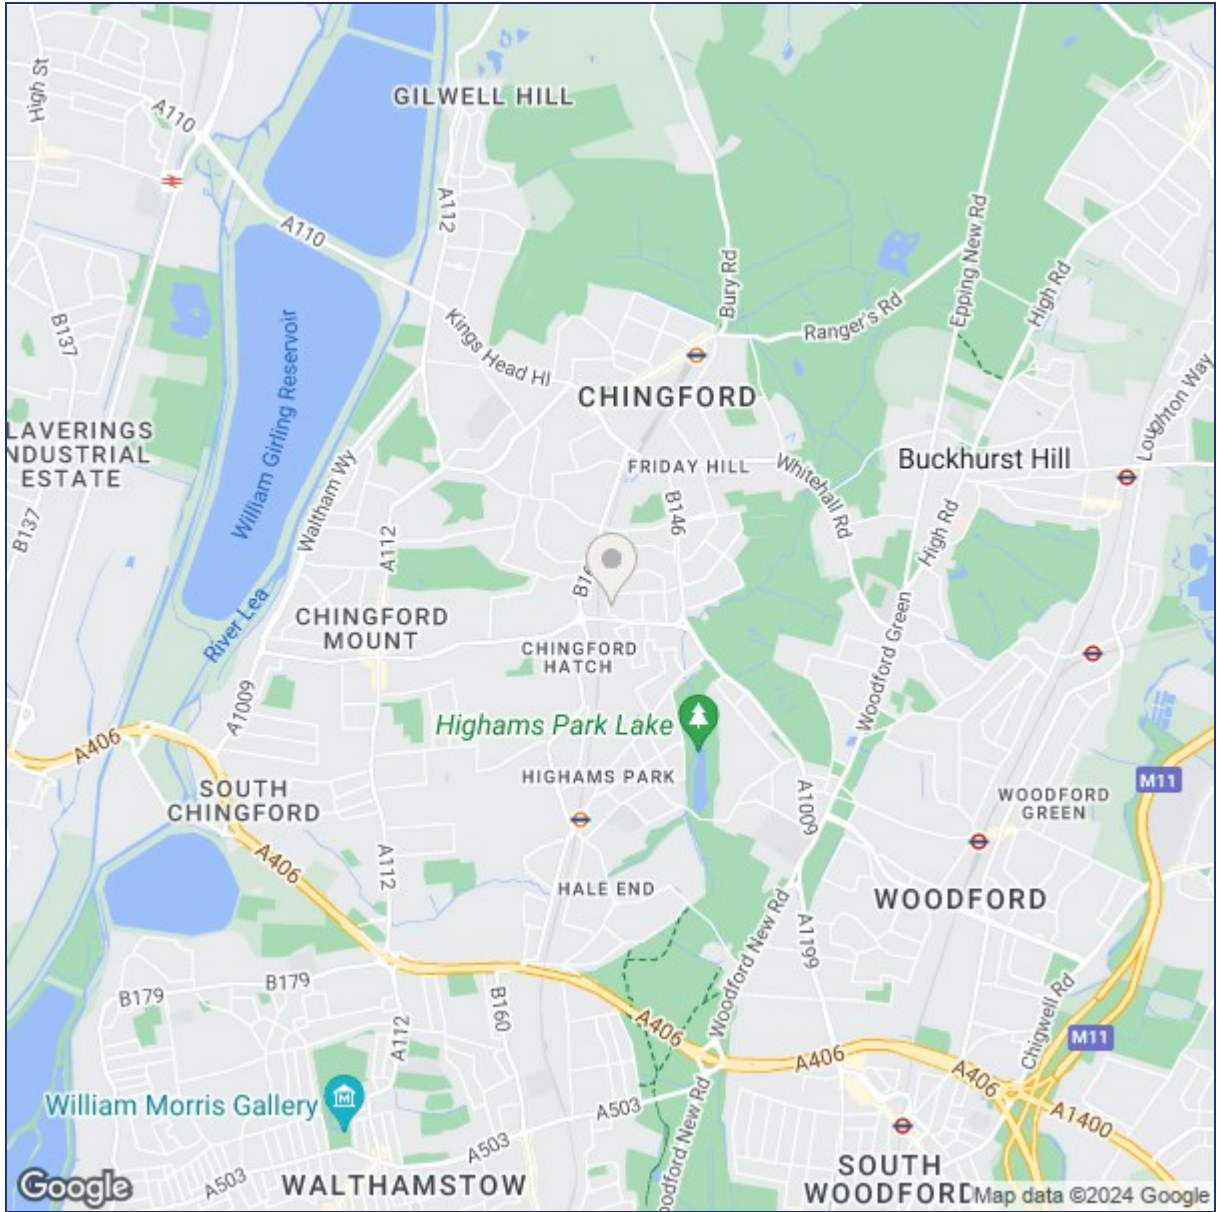 High St
A110
GILWELL HILL
A112
A110
Bury Rd
Epping New Rd
High Rd
Ranger's Rd
B137
William Girling Reservoir
Kings Head Hl
CHINGFORD
Loughton Way
LAVERINGS
NDUSTRIAL
ESTATE
FRIDAY HILL
Whitehall Rd
Buckhurst Hill
B137
Waltham Wy
B146
High Rd
A112
River Lea
CHINGFORD
MOUNT
CHINGFORD
HATCH
Woodford Green
A1009
Highams Park Lake
A406
HIGHAMS PARK
M11
SOUTH
CHINGFORD
A1009
WOODFORD
GREEN
A406
A112
HALE END
WOODFORD
Woodford New Rd
A1199
B179
B179
B160
A112
A406
A406
Chigwell Rd
M11
A406
William Morris Gallery
A503
A1400
A503
A503
WALTHAMSTOW
oodford New Rd
SOUTH
WOODFORD
Google
Map data ©2024 Google